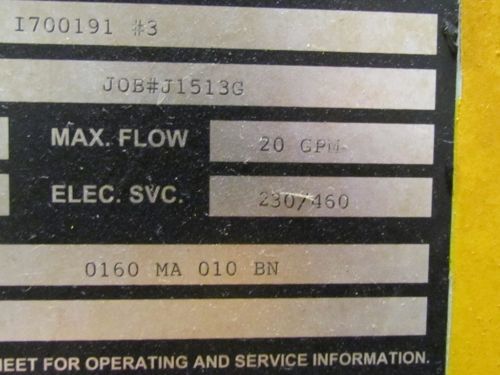 I700191 #3
JOB#J1513G
MAX. FLOW 20 GPM
ELEC. SVC. 230/460
0160 MA 010 BN
FOR OPERATING AND SERVICE INFORMATION.